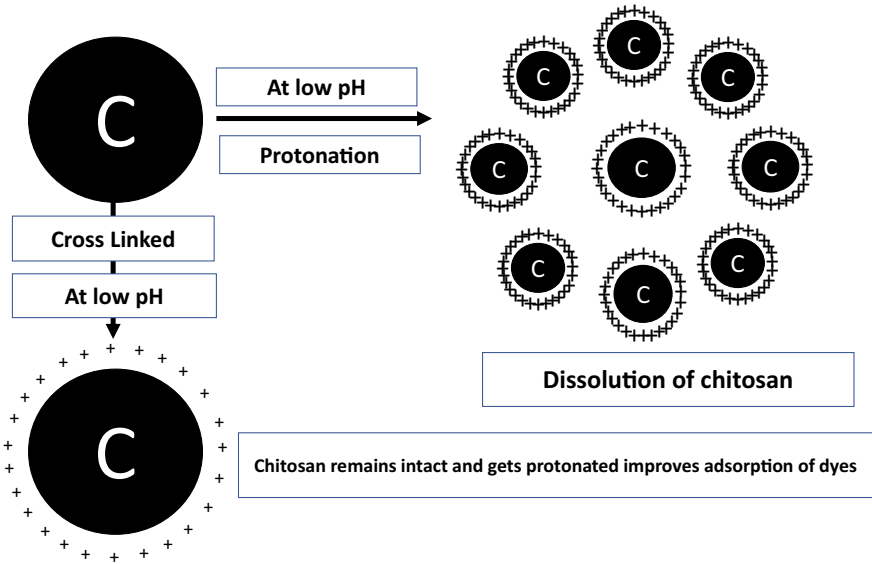 C
At low pH
Protonation
C
C
C
C
C
C
C
C
C
Cross Linked
At low pH
Dissolution of chitosan
C
Chitosan remains intact and gets protonated improves adsorption of dyes